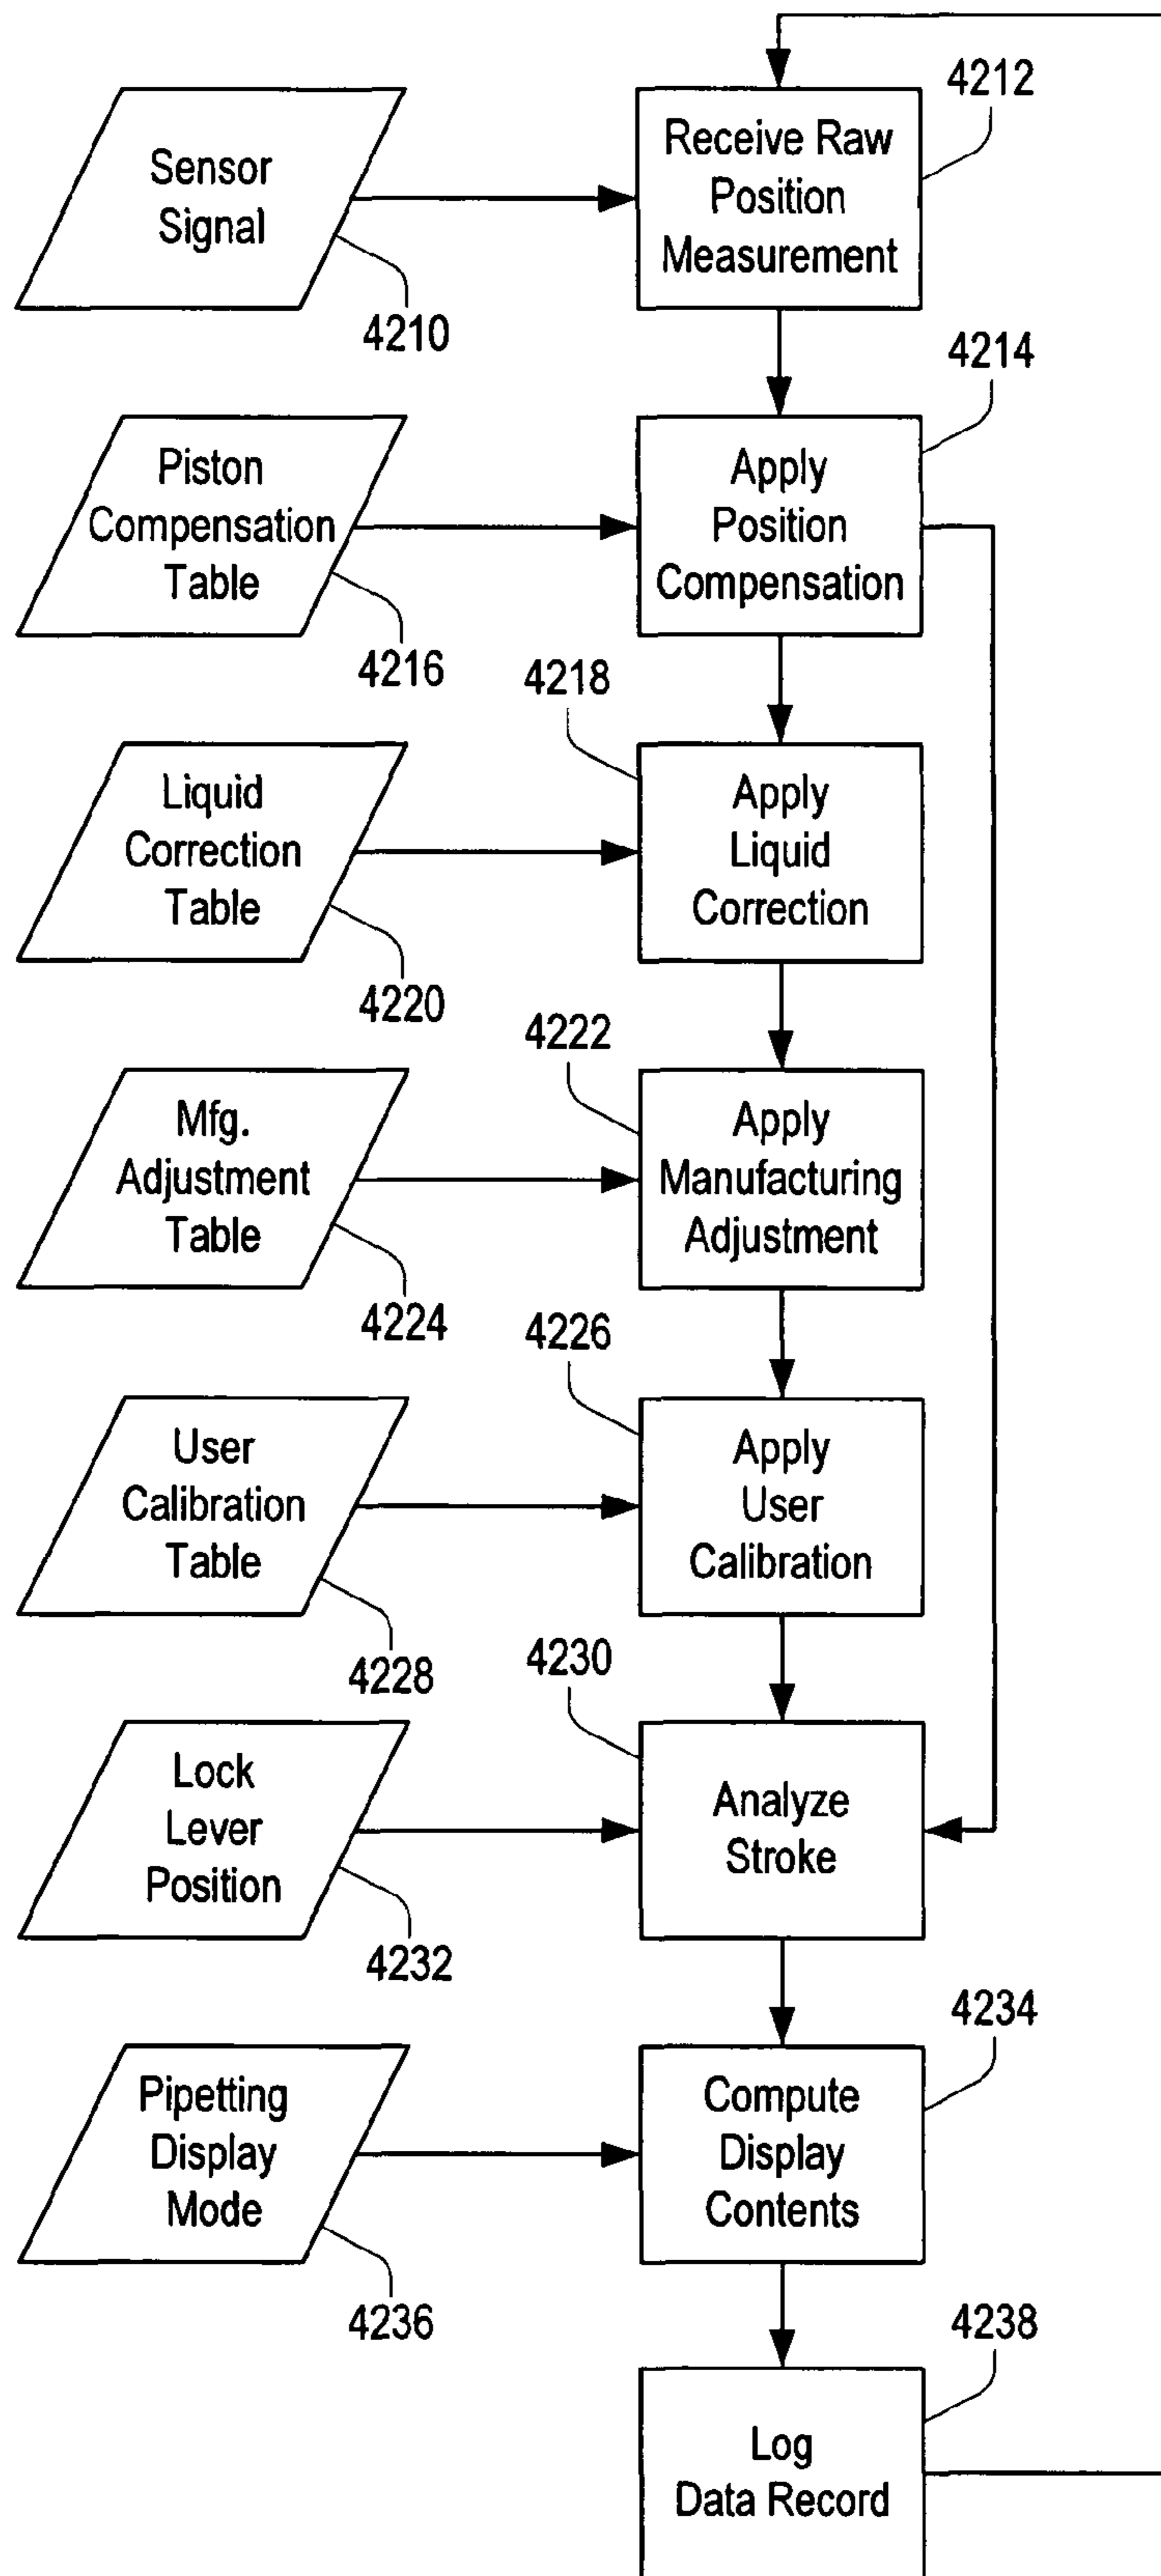 4212
Sensor
Signal
Receive Raw
Position
Measurement
4210
4214
Piston
Compensation
Table
Apply
Position
Compensation
4216
4218
Liquid
Correction
Table
Apply
Liquid
Correction
4220
4222
Mfg.
Adjustment
Table
Apply
Manufacturing
Adjustment
4224
4226
User
Calibration
Table
Apply
User
Calibration
4228
4230
Lock
Lever
Position
Analyze
Stroke
4232
4234
Pipetting
Display
Mode
Compute
Display
Contents
4236
4238
Log
Data Record